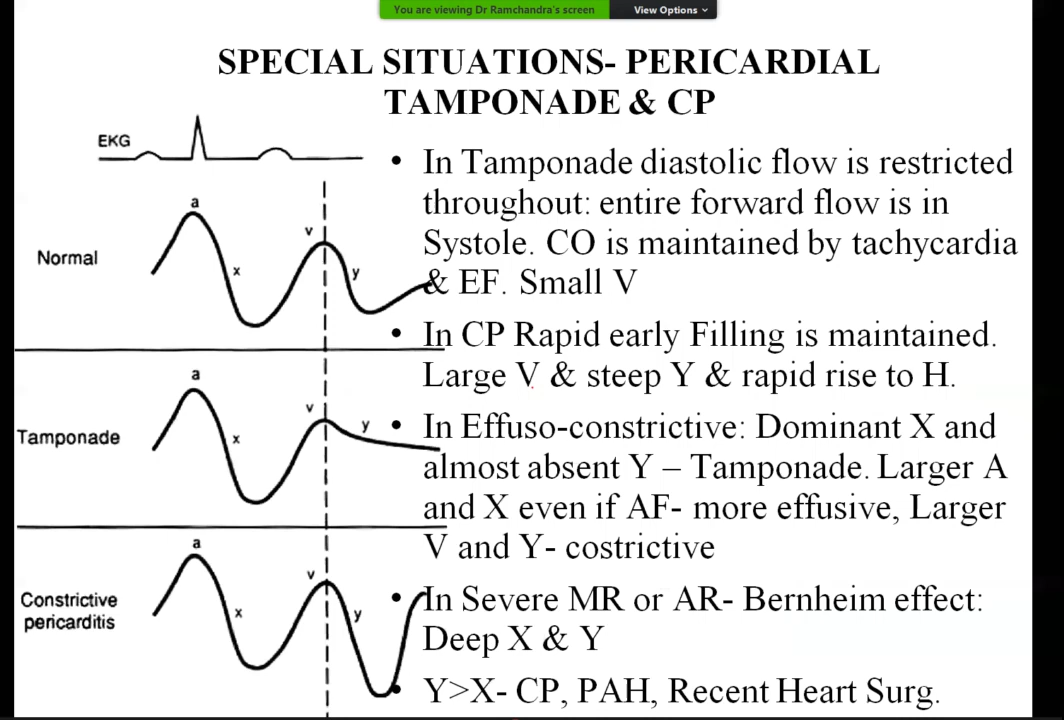 You are viewing Dr Ramchandra's screen
View Options
SPECIAL SITUATIONS- PERICARDIAL
TAMPONADE & CP
EKG
a
v
Normal
x
y
a
v
y
Tamponade
x
a
v
Constrictive
pericarditis
x
y
• In Tamponade diastolic flow is restricted
throughout: entire forward flow is in
Systole. CO is maintained by tachycardia
& EF. Small V
• In CP Rapid early Filling is maintained.
Large V & steep Y & rapid rise to H.
• In Effuso-constrictive: Dominant X and
almost absent Y – Tamponade. Larger A
and X even if AF- more effusive, Larger
V and Y- costrictive
• In Severe MR or AR- Bernheim effect:
Deep X & Y
• Y>X- CP, PAH, Recent Heart Surg.